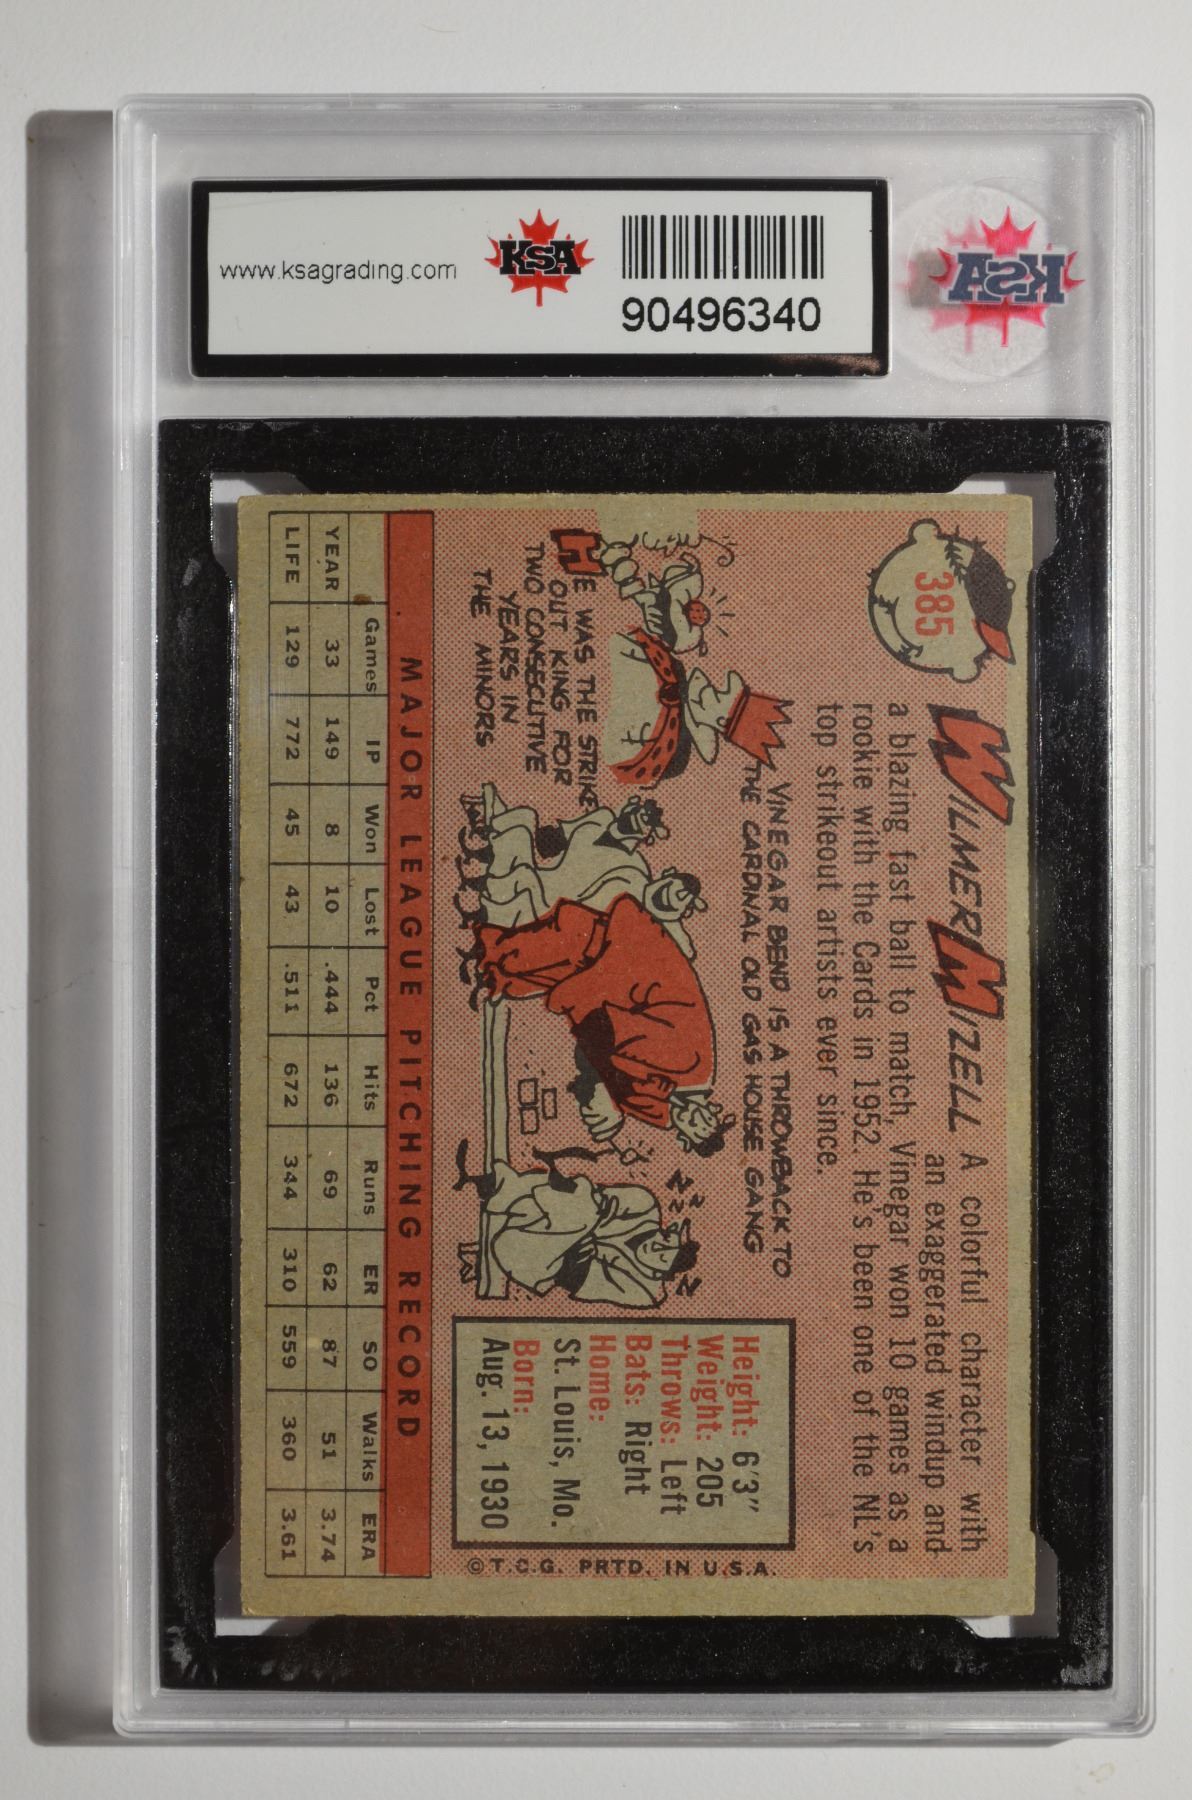 www.ksagrading.com
KSA
90496340
KSA
385
WILMER MIZELL A colorful character with
an exaggerated windup and
a blazing fast ball to match, Vinegar won 10 games as a
rookie with the Cards in 1952. He's been one of the NL's
top strikeout artists ever since.
VINEGAR BEND IS A THROWBACK TO
THE CARDINAL OLD GAS HOUSE GANG
HE WAS THE STRIKE
OUT KING FOR
TWO CONSECUTIVE
YEARS IN
THE MINORS
Z Z Z Z
Height: 6'3"
Weight: 205
Throws: Left
Bats: Right
Home:
St. Louis, Mo.
Born:
Aug. 13, 1930
©T.C.G. PRTD. IN U.S.A.
MAJOR LEAGUE PITCHING RECORD
Games IP Won Lost Pct Hits Runs ER SO Walks ERA
YEAR 33 149 8 10 .444 136 69 62 87 51 3.74
LIFE 129 772 45 43 .511 672 344 310 559 360 3.61